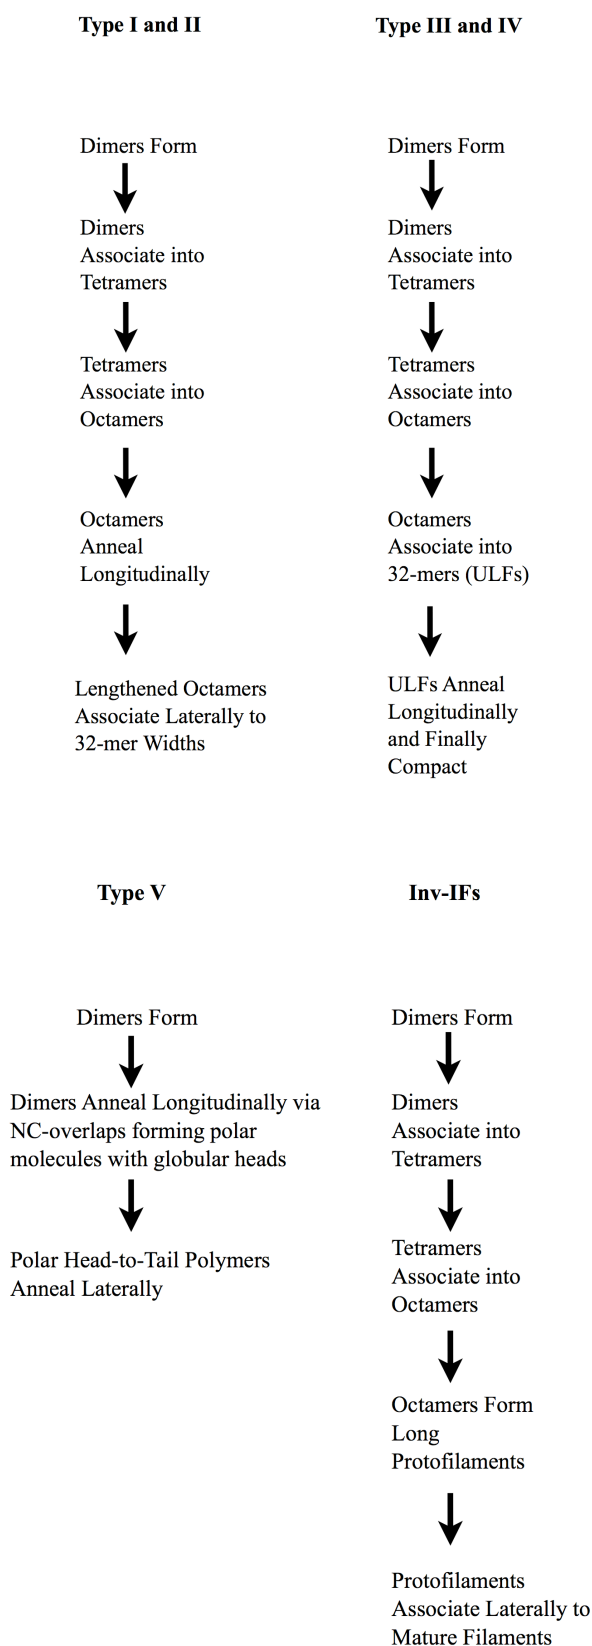 Type I and II
Dimers Form
Dimers
Associate into
Tetramers
Tetramers
Associate into
Octamers
Octamers
Anneal
Longitudinally
Lengthened Octamers
Associate Laterally to
32-mer Widths
Type III and IV
Dimers Form
Dimers
Associate into
Tetramers
Tetramers
Associate into
Octamers
Octamers
Associate into
32-mers (ULFs)
ULFs Anneal
Longitudinally
and Finally
Compact
Type V
Dimers Form
Dimers Anneal Longitudinally via
NC-overlaps forming polar
molecules with globular heads
Polar Head-to-Tail Polymers
Anneal Laterally
Inv-IFs
Dimers Form
Dimers
Associate into
Tetramers
Tetramers
Associate into
Octamers
Octamers Form
Long
Protofilaments
Protofilaments
Associate Laterally to
Mature Filaments